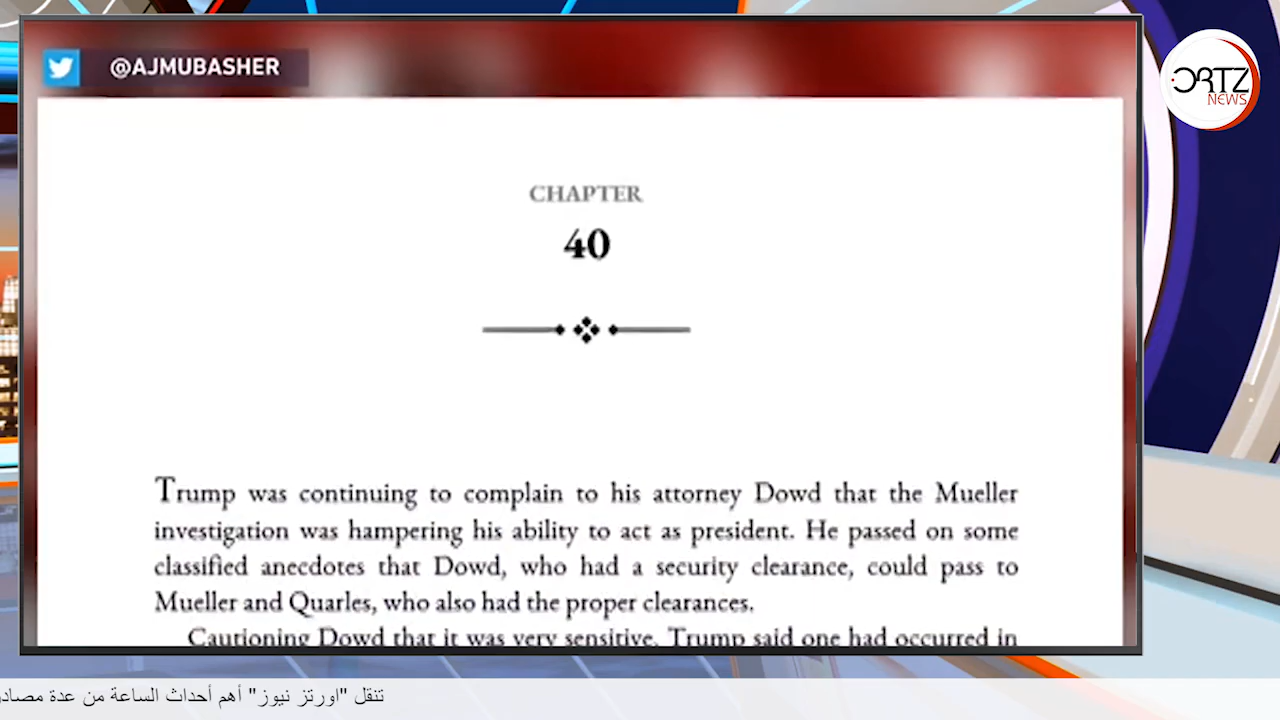 @AJMUBASHER
ORTZ
NEWS
CHAPTER
40
Trump was continuing to complain to his attorney Dowd that the Mueller
investigation was hampering his ability to act as president. He passed on some
classified anecdotes that Dowd, who had a security clearance, could pass to
Mueller and Quarles, who also had the proper clearances.
Cautioning Dowd that it was very sensitive, Trump said one had occurred in
تنقل "اورتز نيوز" أهم أحداث الساعة من عدة